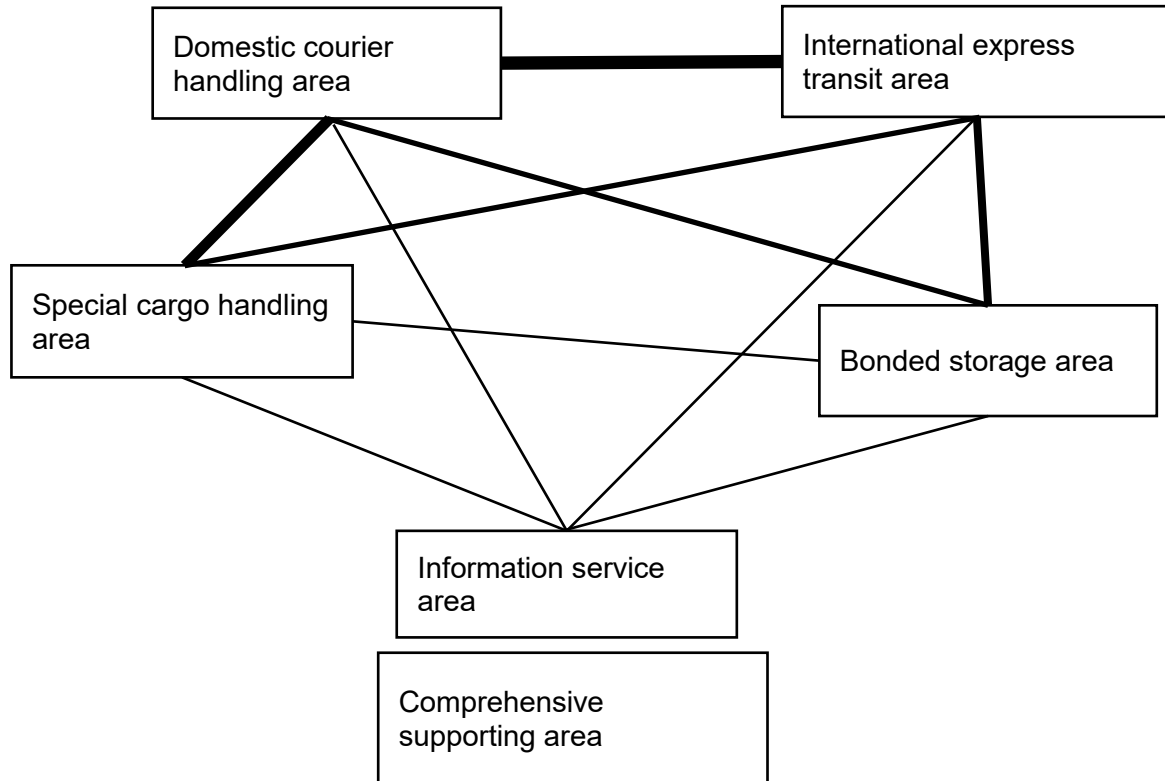 Domestic courier
handling area
International express
transit area
Special cargo handling
area
Bonded storage area
Information service
area
Comprehensive
supporting area